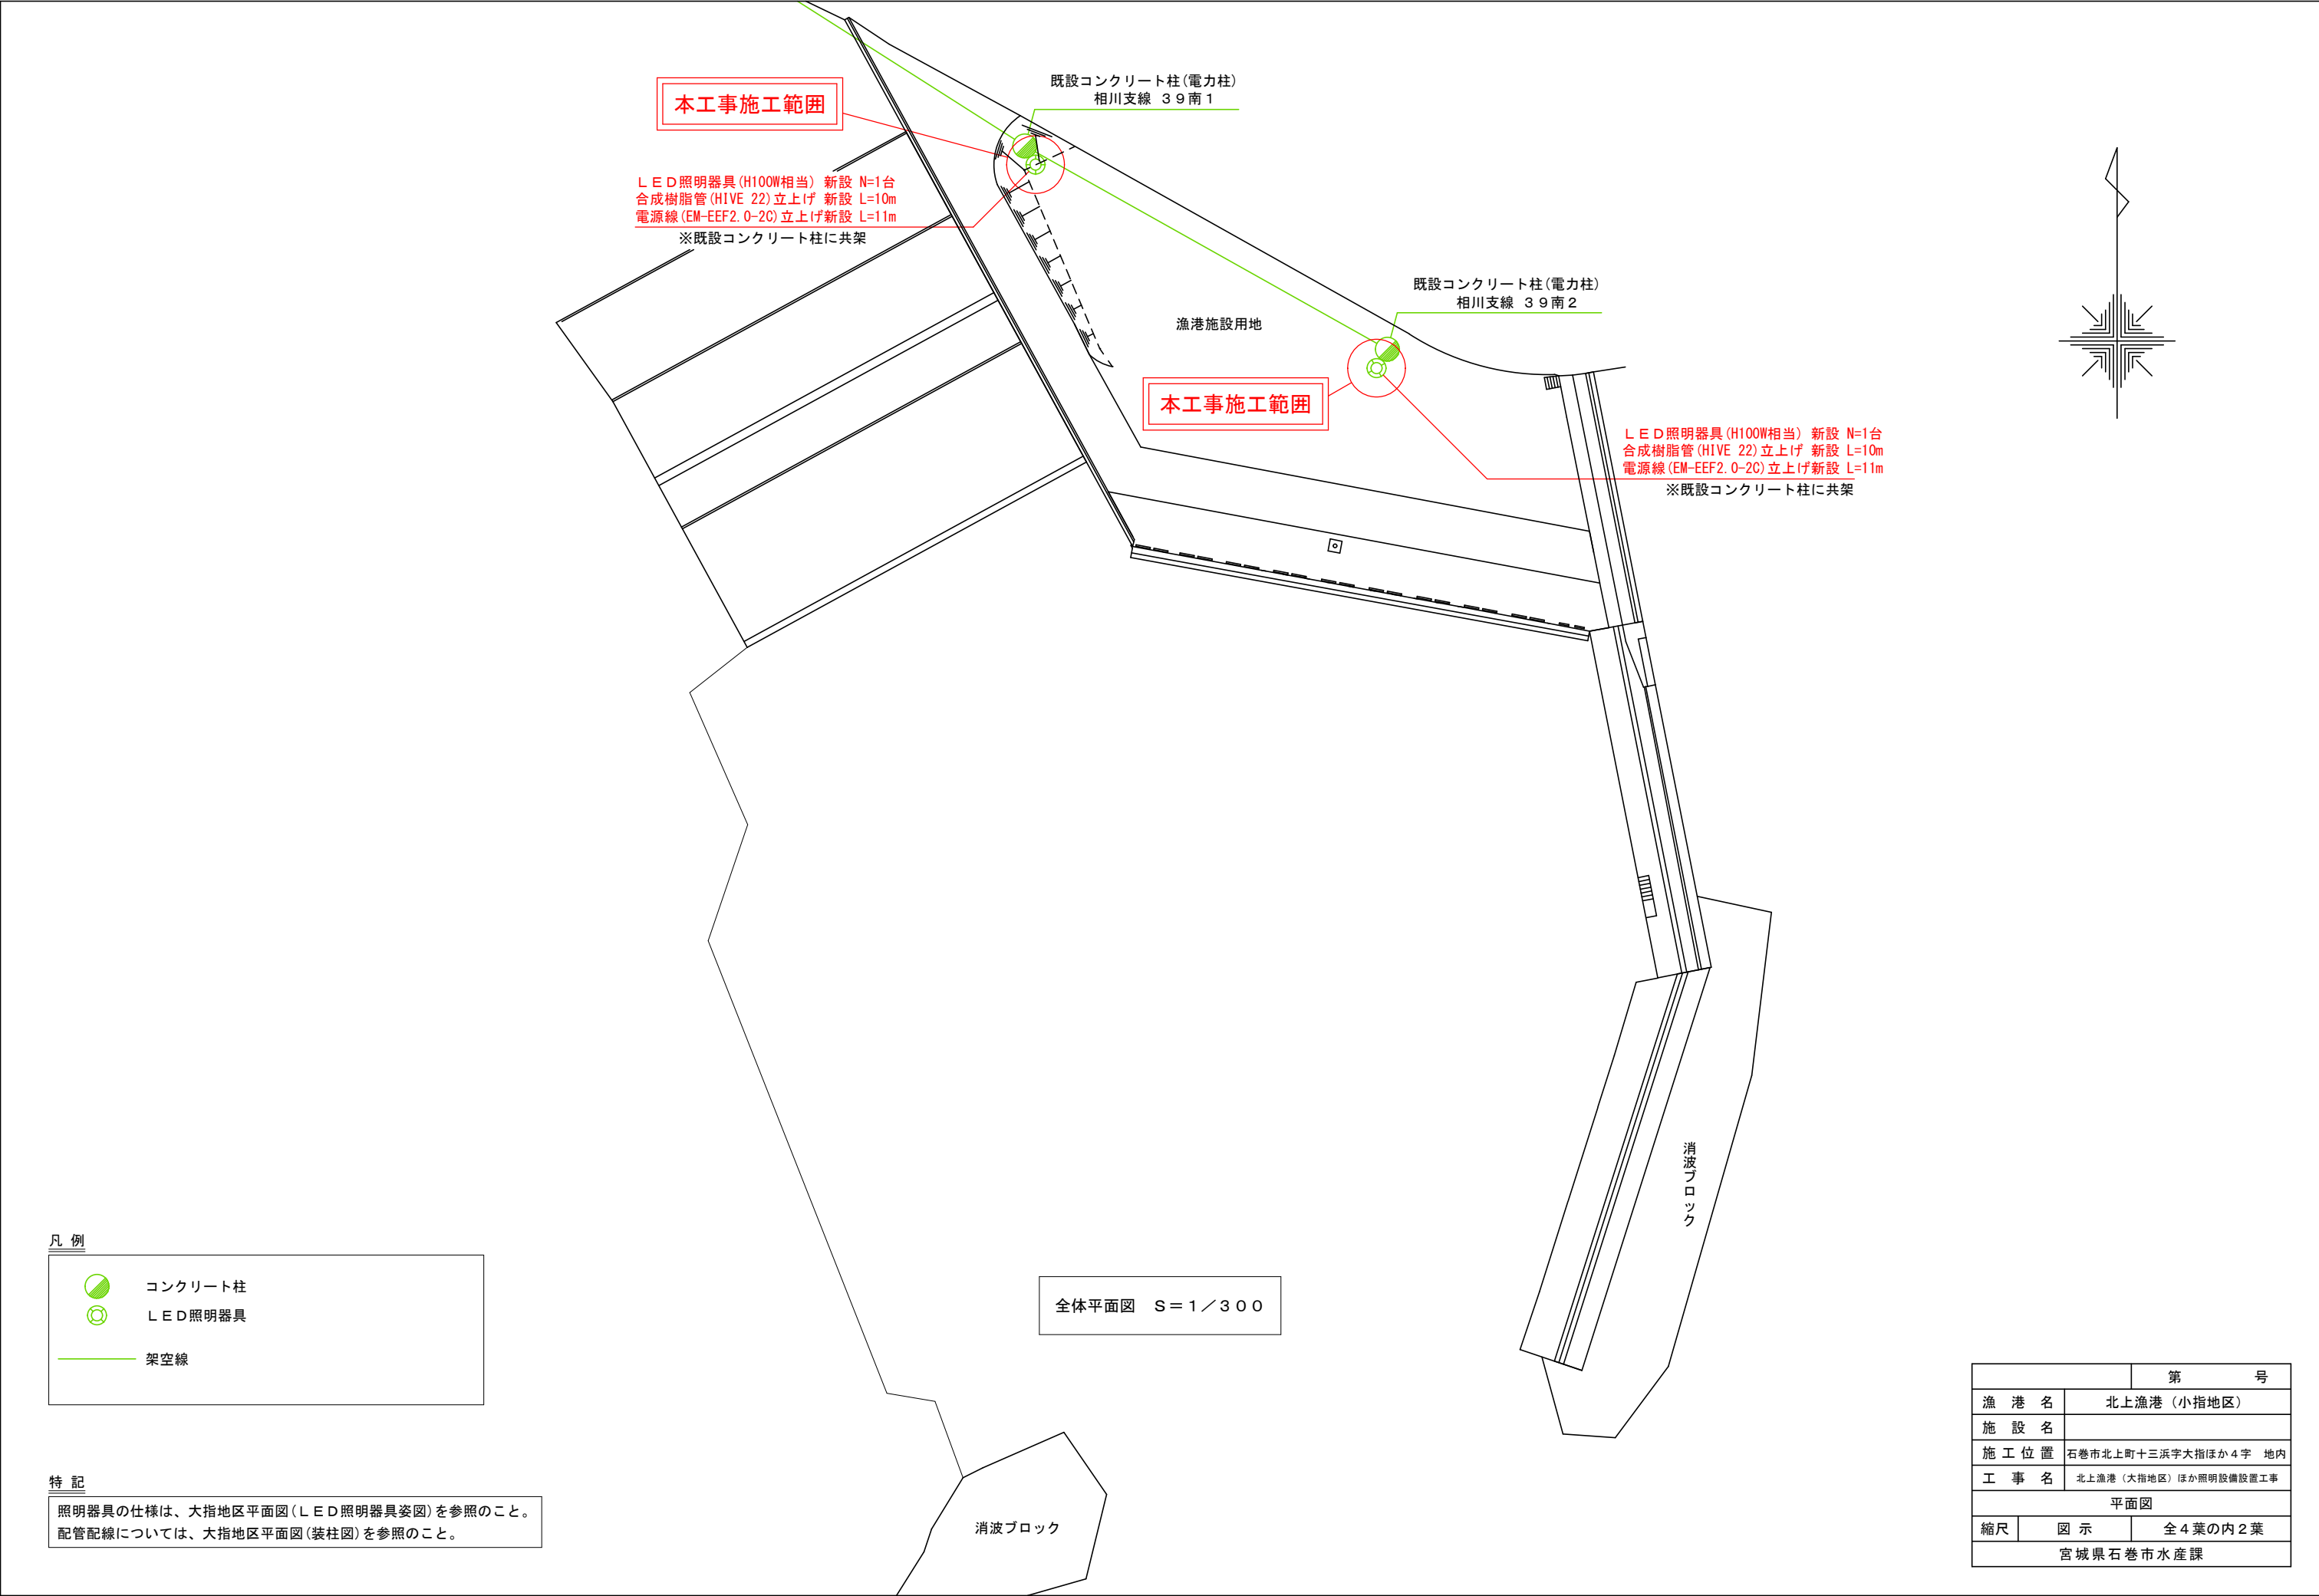 本工事施工範囲
既設コンクリート柱(電力柱)
相川支線 39南1
LED照明器具(H100W相当) 新設 N=1台
合成樹脂管(HIVE 22)立上げ 新設 L=10m
電源線(EM-EEF2.0-2C)立上げ新設 L=11m
※既設コンクリート柱に共架
既設コンクリート柱(電力柱)
相川支線 39南2
漁港施設用地
本工事施工範囲
LED照明器具(H100W相当) 新設 N=1台
合成樹脂管(HIVE 22)立上げ 新設 L=10m
電源線(EM-EEF2.0-2C)立上げ新設 L=11m
※既設コンクリート柱に共架
消波ブロック
凡 例
コンクリート柱
LED照明器具
架空線
全体平面図 S=1/300
特 記
照明器具の仕様は、大指地区平面図(LED照明器具姿図)を参照のこと。
配管配線については、大指地区平面図(装柱図)を参照のこと。
消波ブロック
第 号
漁 港 名 北上漁港(小指地区)
施 設 名
施工位置 石巻市北上町十三浜字大指ほか4字 地内
工 事 名 北上漁港(大指地区)ほか照明設備設置工事
平面図
縮尺 図 示 全4葉の内2葉
宮城県石巻市水産課